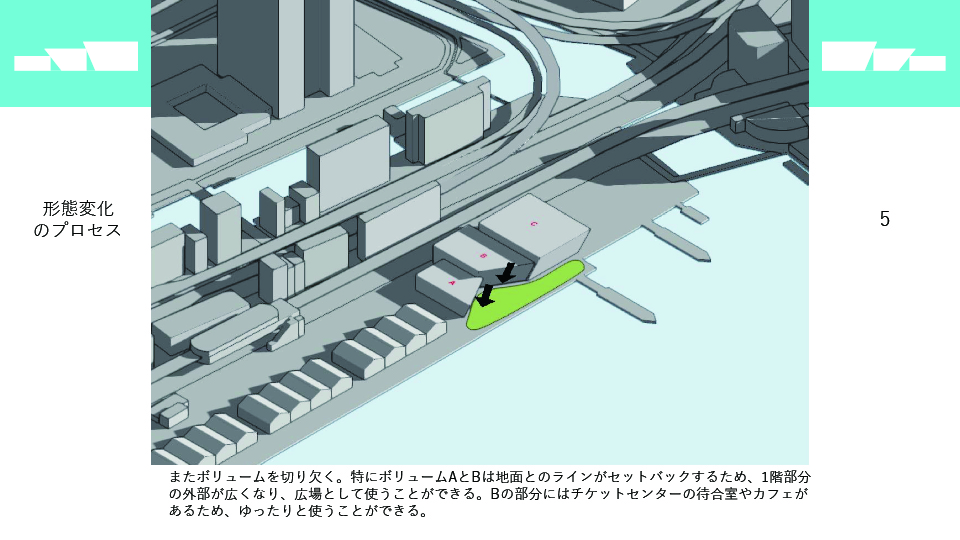 形態変化
のプロセス
5
C
B
A
またボリュームを切り欠く。特にボリュームAとBは地面とのラインがセットバックするため、1階部分
の外部が広くなり、広場として使うことができる。Bの部分にはチケットセンターの待合室やカフェが
あるため、ゆったりと使うことができる。